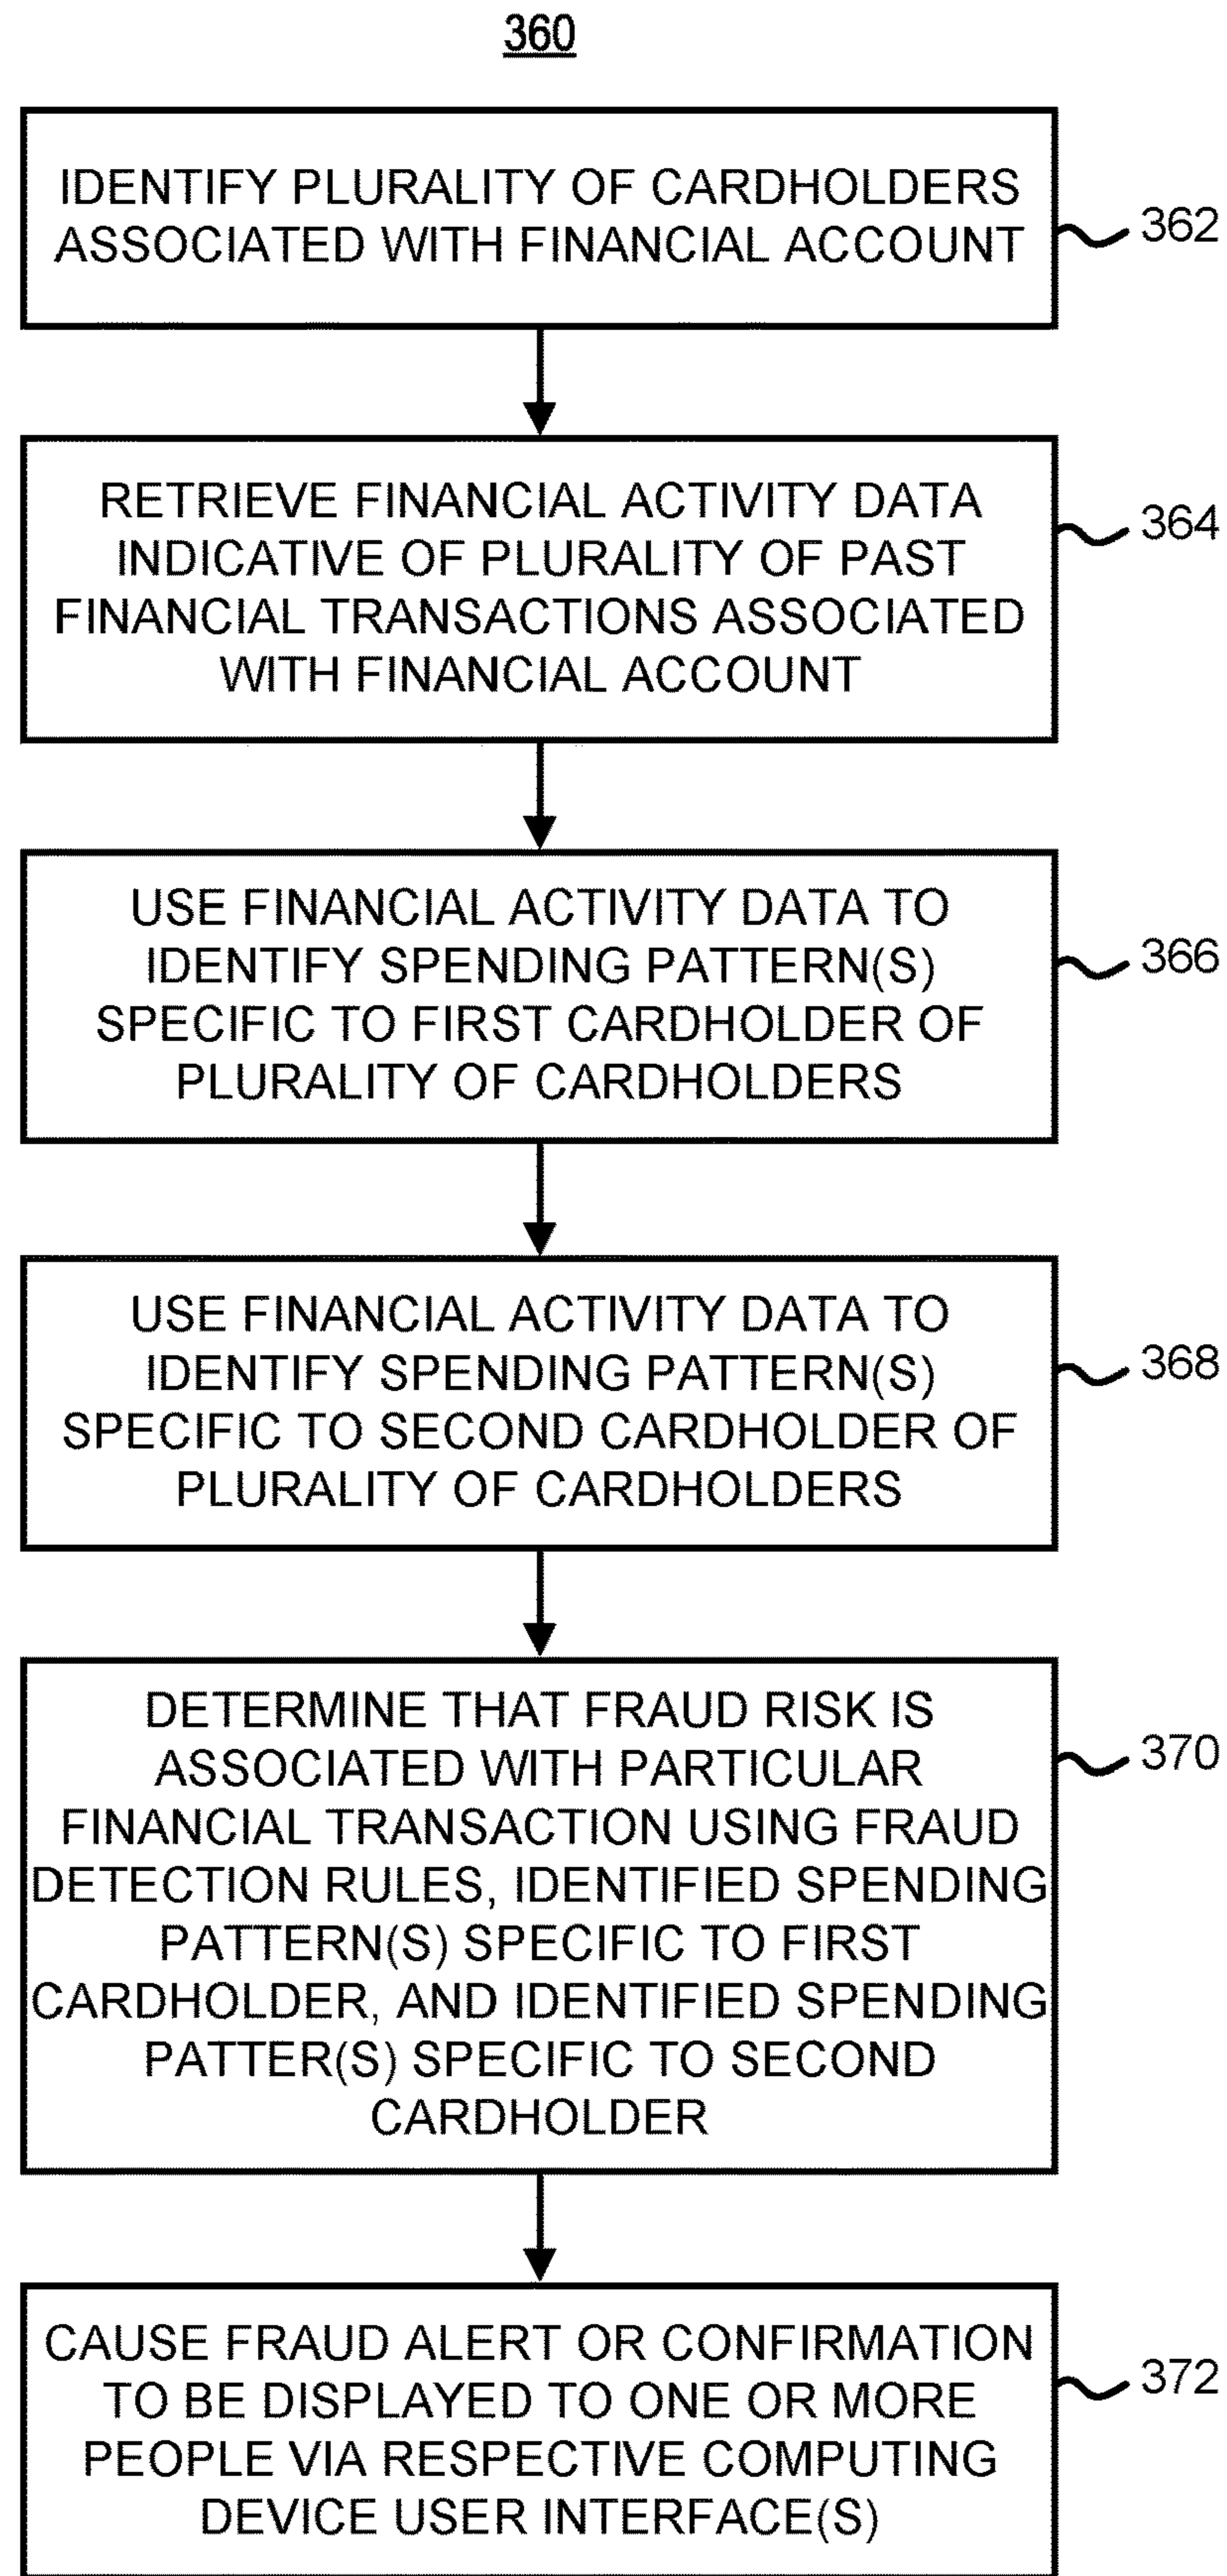 360
IDENTIFY PLURALITY OF CARDHOLDERS
ASSOCIATED WITH FINANCIAL ACCOUNT
362
RETRIEVE FINANCIAL ACTIVITY DATA
INDICATIVE OF PLURALITY OF PAST
FINANCIAL TRANSACTIONS ASSOCIATED
WITH FINANCIAL ACCOUNT
364
USE FINANCIAL ACTIVITY DATA TO
IDENTIFY SPENDING PATTERN(S)
SPECIFIC TO FIRST CARDHOLDER OF
PLURALITY OF CARDHOLDERS
366
USE FINANCIAL ACTIVITY DATA TO
IDENTIFY SPENDING PATTERN(S)
SPECIFIC TO SECOND CARDHOLDER OF
PLURALITY OF CARDHOLDERS
368
DETERMINE THAT FRAUD RISK IS
ASSOCIATED WITH PARTICULAR
FINANCIAL TRANSACTION USING FRAUD
DETECTION RULES, IDENTIFIED SPENDING
PATTERN(S) SPECIFIC TO FIRST
CARDHOLDER, AND IDENTIFIED SPENDING
PATTER(S) SPECIFIC TO SECOND
CARDHOLDER
370
CAUSE FRAUD ALERT OR CONFIRMATION
TO BE DISPLAYED TO ONE OR MORE
PEOPLE VIA RESPECTIVE COMPUTING
DEVICE USER INTERFACE(S)
372